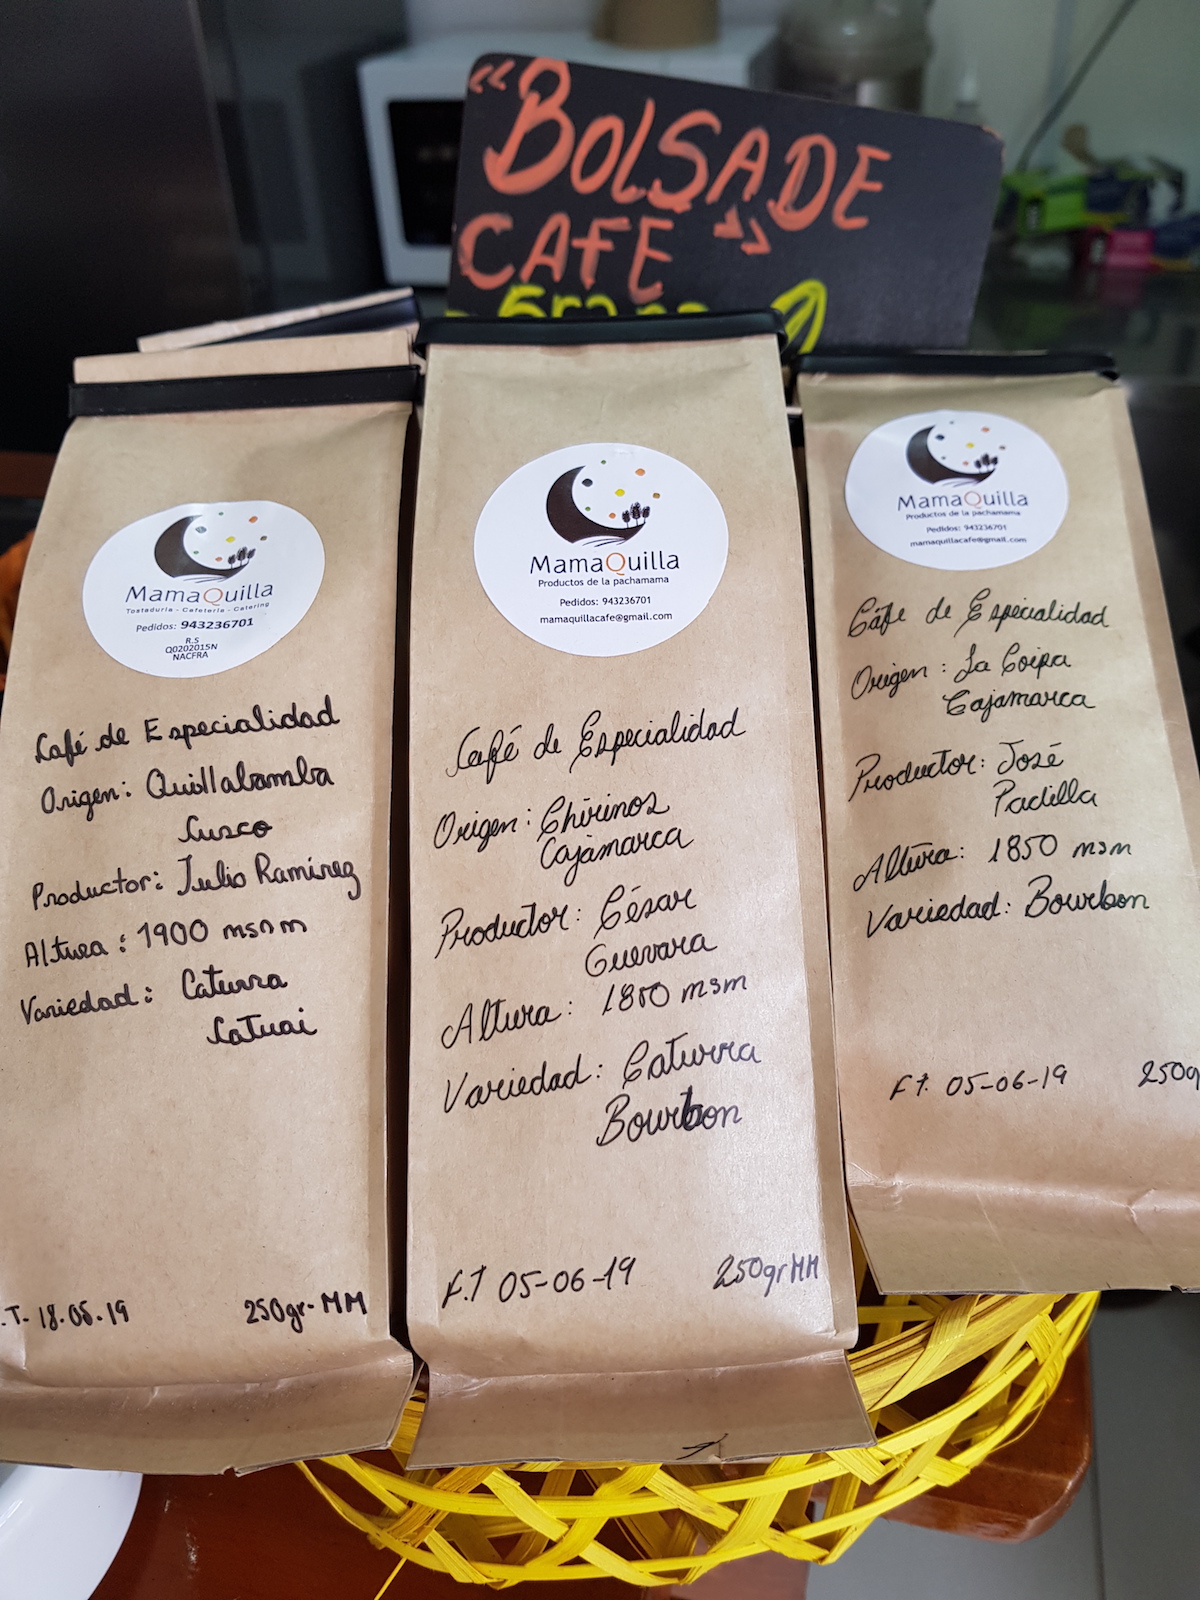 “BOLSA DE
CAFE”
MamaQuilla
Tostaduría - Cafetería - Catering
Pedidos: 943236701
R.S
Q0202015N
NACFRA
Café de Especialidad
Origen: Quillabamba
Cusco
Productor: Julio Ramirez
Altura: 1900 msnm
Variedad: Caturra
Catuai
.T- 18.06.19
250gr- MM
MamaQuilla
Productos de la pachamama
Pedidos: 943236701
mamaquillacafe@gmail.com
Café de Especialidad
Origen: Chirinos
Cajamarca
Productor: César
Guevara
Altura: 1850 msm
Variedad: Caturra
Bourbon
F.T 05-06-19
250gr MM
MamaQuilla
Productos de la pachamama
Pedidos: 943236701
mamaquillacafe@gmail.com
Café de Especialidad
Origen: La Coipa
Cajamarca
Productor: José
Padilla
Altura: 1850 msm
Variedad: Bourbon
F.T. 05-06-19
250g